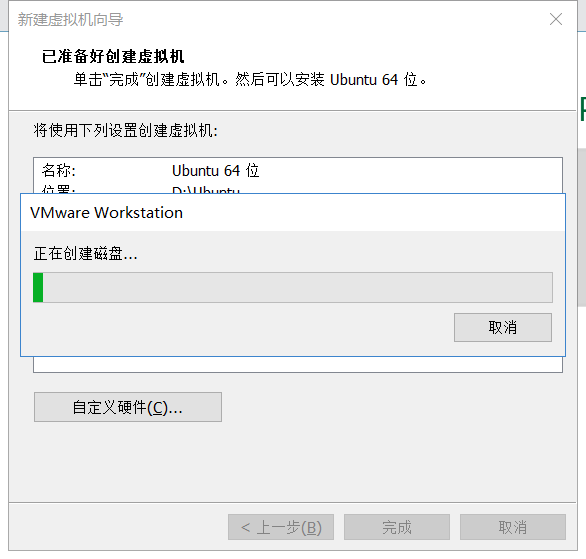 新建虚拟机向导
已准备好创建虚拟机
单击“完成”创建虚拟机。然后可以安装 Ubuntu 64 位。
将使用下列设置创建虚拟机:
名称: Ubuntu 64 位
位置: D:\Ubuntu
VMware Workstation
正在创建磁盘...
取消
自定义硬件(C)...
< 上一步(B) 完成 取消